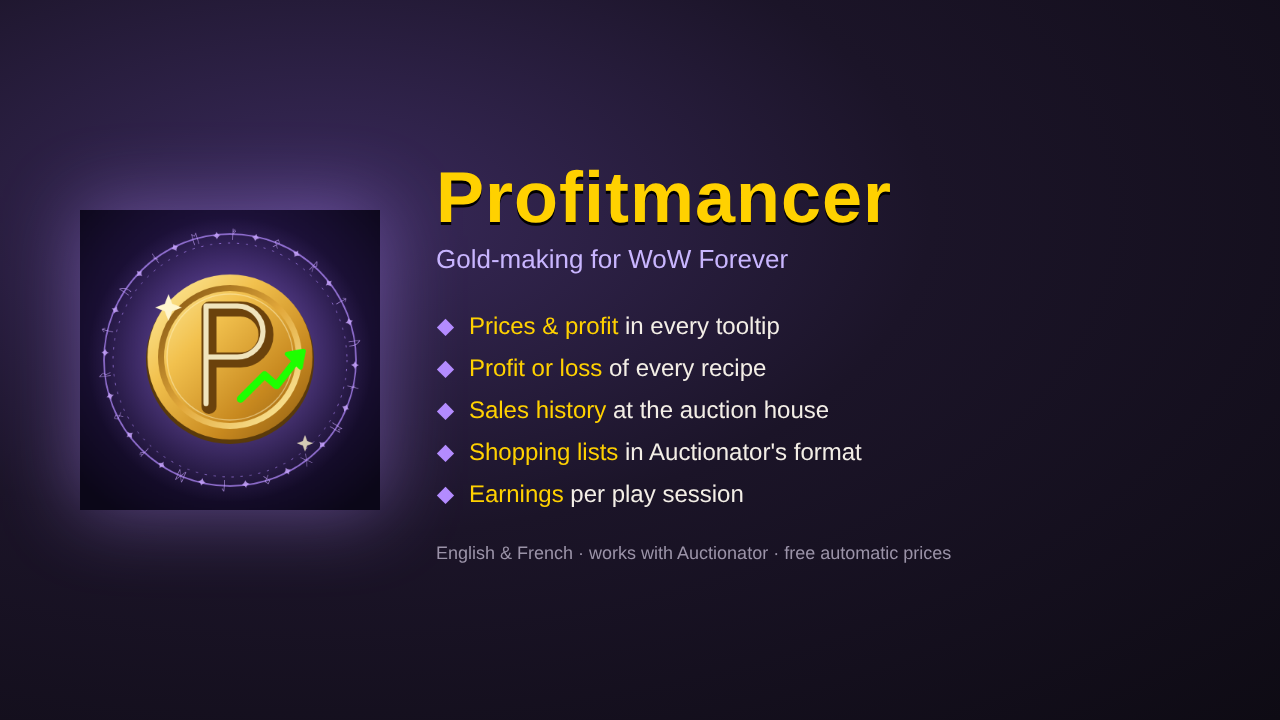 Profitmancer
Gold-making for WoW Forever
◆ Prices & profit in every tooltip
◆ Profit or loss of every recipe
◆ Sales history at the auction house
◆ Shopping lists in Auctionator's format
◆ Earnings per play session
English & French · works with Auctionator · free automatic prices
P